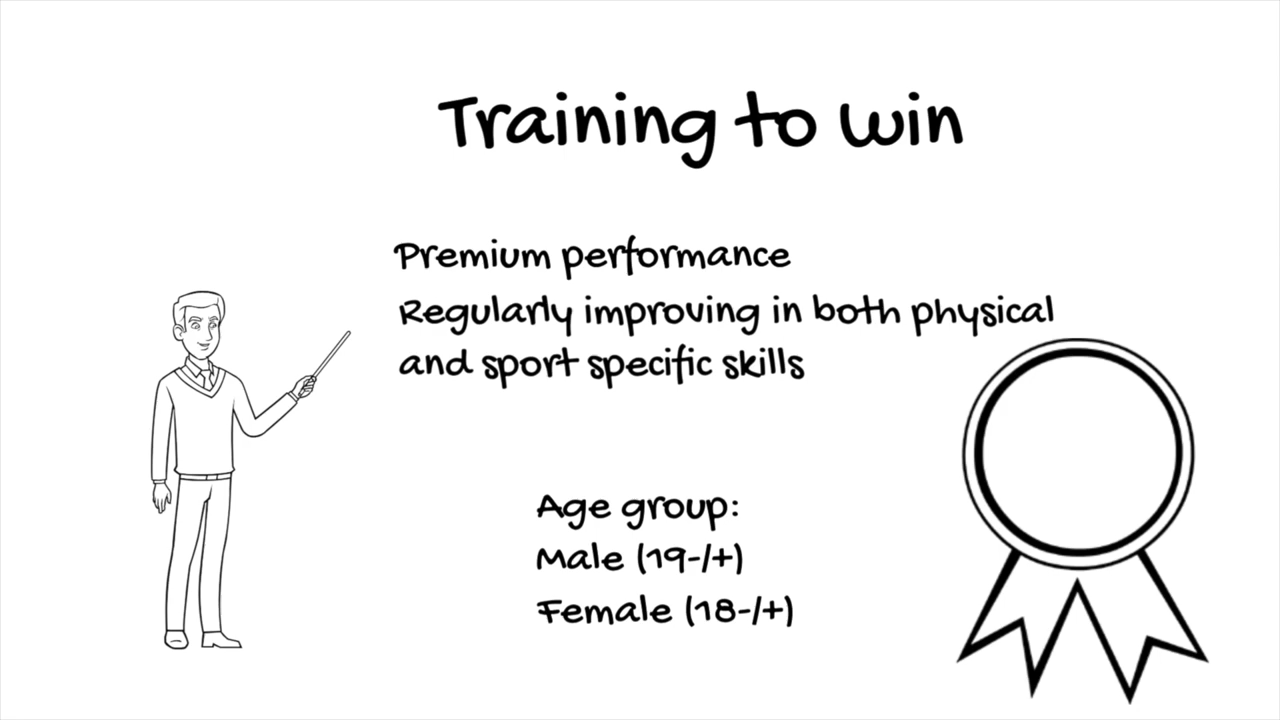 Training to win
Premium performance
Regularly improving in both physical
and sport specific skills
Age group:
Male (19-/+)
Female (18-/+)